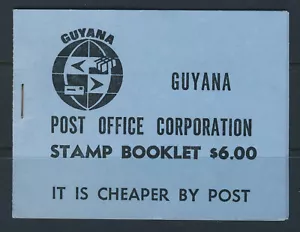 GUYANA
GUYANA
POST OFFICE CORPORATION
STAMP BOOKLET $6.00
IT IS CHEAPER BY POST